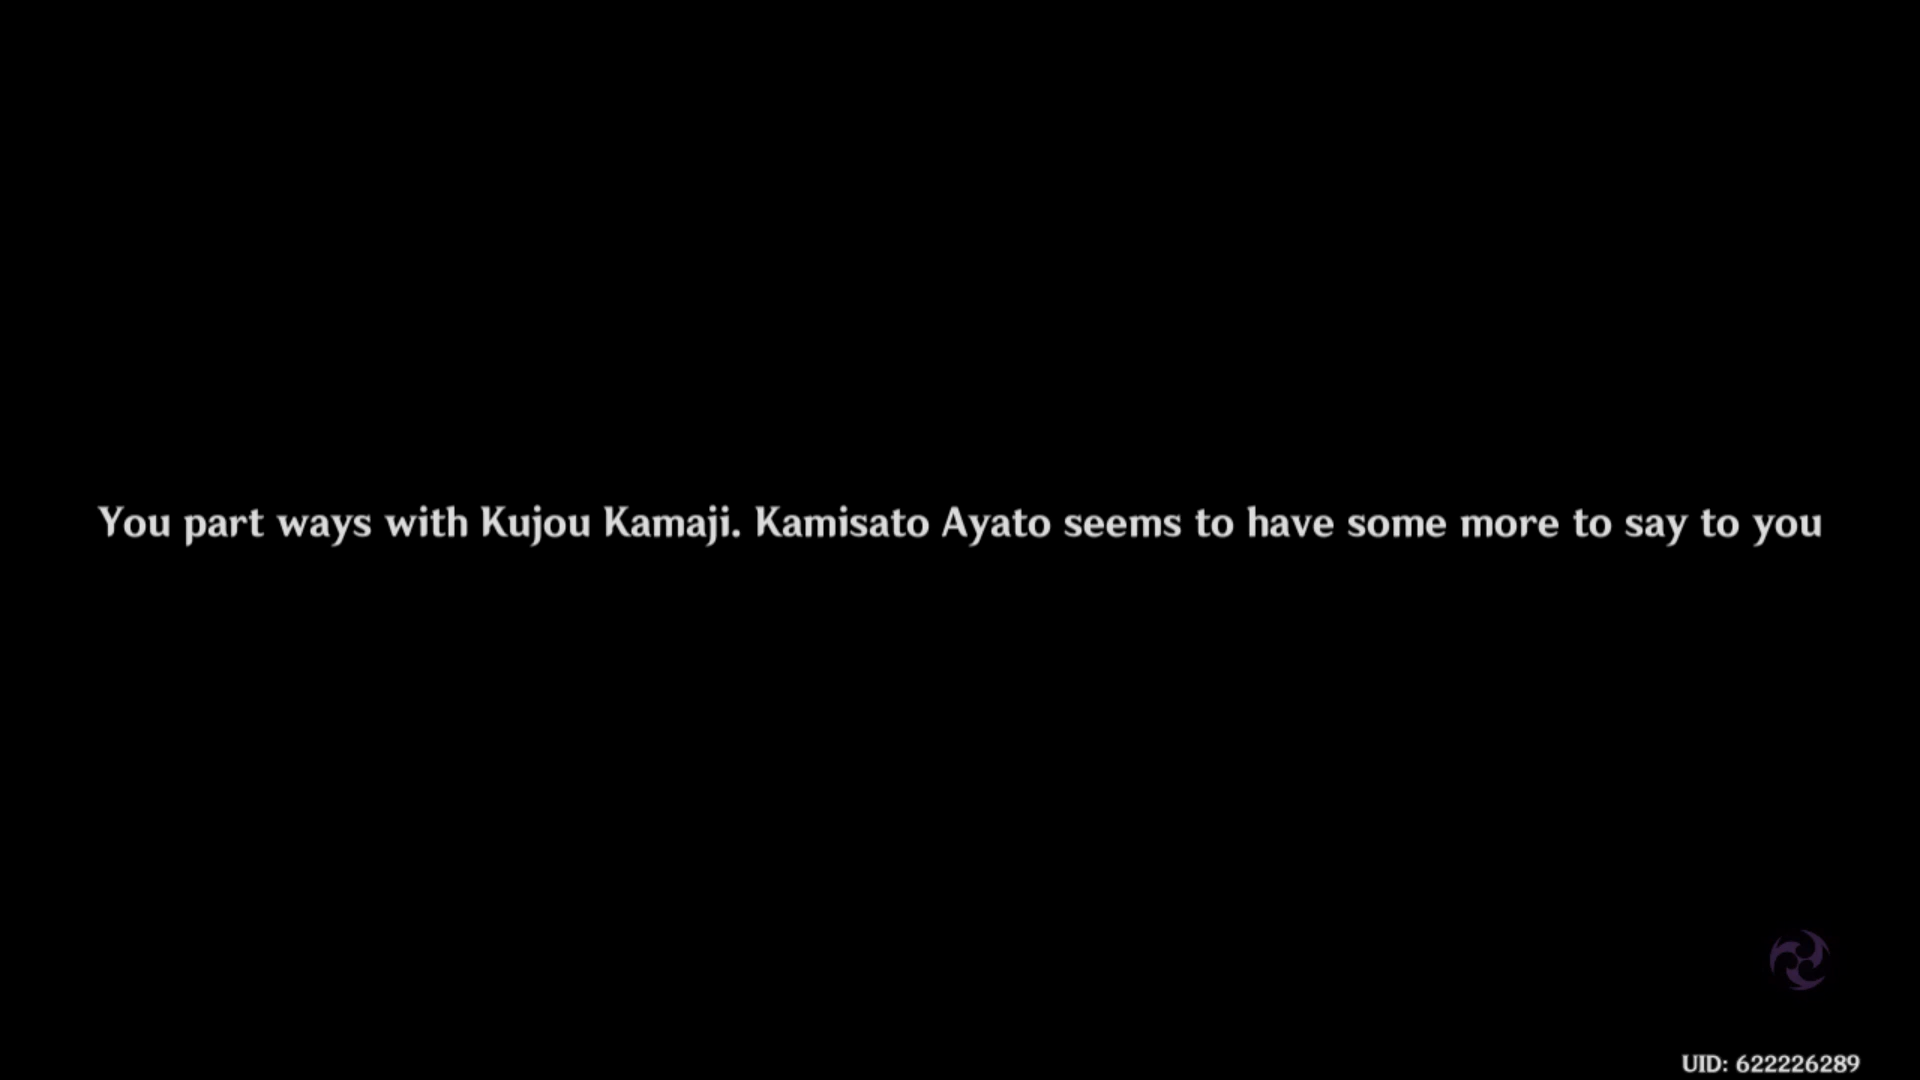 You part ways with Kujou Kamaji. Kamisato Ayato seems to have some more to say to you
UID: 622226289